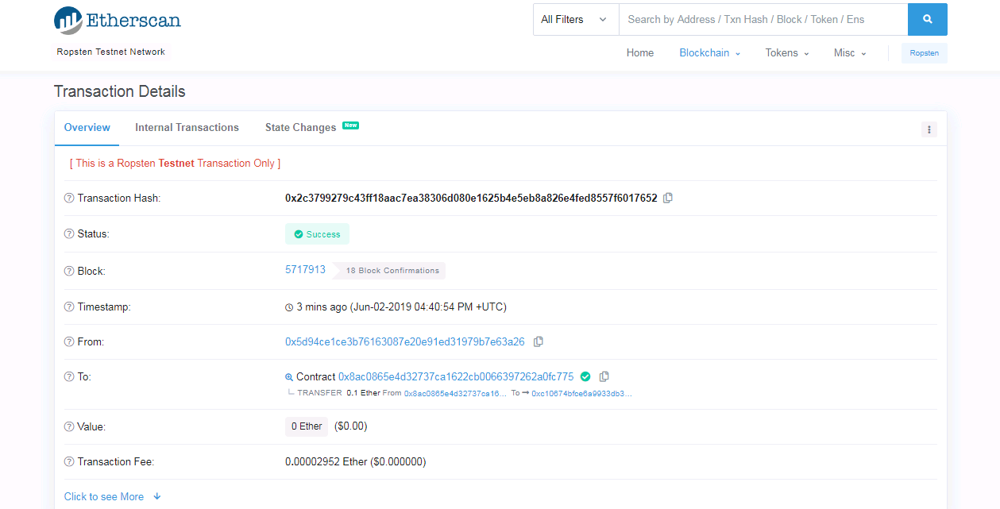 Etherscan
All Filters
Search by Address / Txn Hash / Block / Token / Ens
Ropsten Testnet Network
Home Blockchain Tokens Misc Ropsten
Transaction Details
Overview Internal Transactions State Changes New
[ This is a Ropsten Testnet Transaction Only ]
Transaction Hash: 0x2c3799279c43ff18aac7ea38306d080e1625b4e5eb8a826e4fed8557f6017652
Status: Success
Block: 5717913 18 Block Confirmations
Timestamp: 3 mins ago (Jun-02-2019 04:40:54 PM +UTC)
From: 0x5d94ce1ce3b76163087e20e91ed31979b7e63a26
To: Contract 0x8ac0865e4d32737ca1622cb0066397262a0fc775
TRANSFER 0.1 Ether From 0x8ac0865e4d32737ca16... To → 0xc10674bfce6a9933db3...
Value: 0 Ether ($0.00)
Transaction Fee: 0.00002952 Ether ($0.000000)
Click to see More ↓